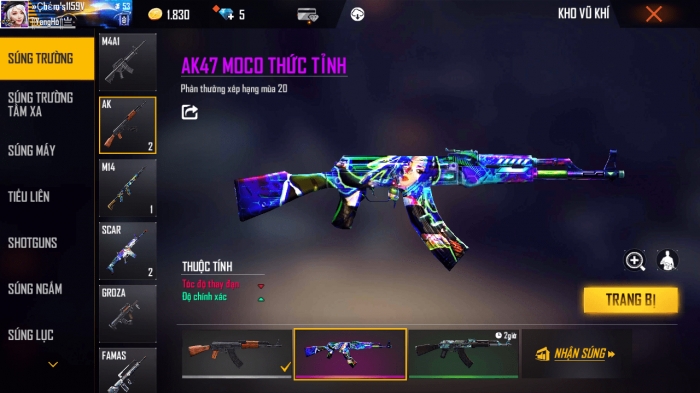 # 53
1.830
5
KHO VŨ KHÍ
SÚNG TRƯỜNG
SÚNG TRƯỜNG
TẦM XA
SÚNG MÁY
TIỂU LIÊN
SHOTGUNS
SÚNG NGẮM
SÚNG LỤC
M4A1
AK
2
M14
1
SCAR
2
GROZA
FAMAS
AK47 MOCO THỨC TỈNH
Phần thưởng xếp hạng mùa 20
THUỘC TÍNH
Tốc độ thay đạn
Độ chính xác
TRANG BỊ
2giờ
NHẬN SÚNG